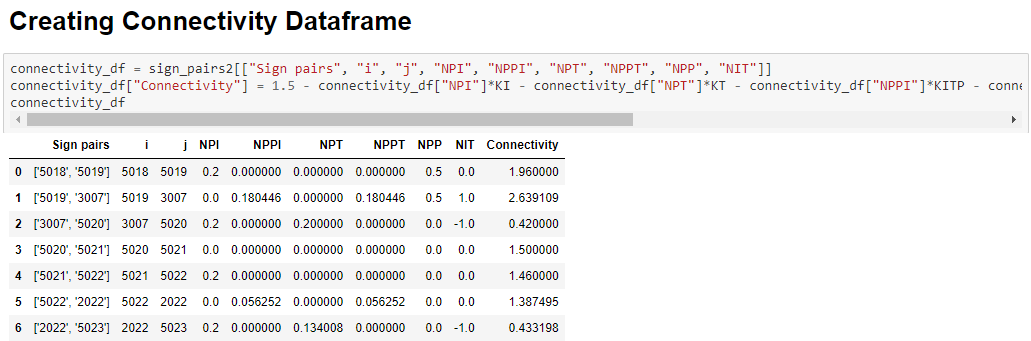 Creating Connectivity Dataframe
connectivity_df = sign_pairs2[["Sign pairs", "i", "j", "NPI", "NPPI", "NPT", "NPPT", "NPP", "NIT"]]
connectivity_df["Connectivity"] = 1.5 - connectivity_df["NPI"]*KI - connectivity_df["NPT"]*KT - connectivity_df["NPPI"]*KITP - conne
connectivity_df
Sign pairs i j NPI NPPI NPT NPPT NPP NIT Connectivity
0 ['5018', '5019'] 5018 5019 0.2 0.000000 0.000000 0.000000 0.5 0.0 1.960000
1 ['5019', '3007'] 5019 3007 0.0 0.180446 0.000000 0.180446 0.5 1.0 2.639109
2 ['3007', '5020'] 3007 5020 0.2 0.000000 0.200000 0.000000 0.0 -1.0 0.420000
3 ['5020', '5021'] 5020 5021 0.0 0.000000 0.000000 0.000000 0.0 0.0 1.500000
4 ['5021', '5022'] 5021 5022 0.2 0.000000 0.000000 0.000000 0.0 0.0 1.460000
5 ['5022', '2022'] 5022 2022 0.0 0.056252 0.000000 0.056252 0.0 0.0 1.387495
6 ['2022', '5023'] 2022 5023 0.2 0.000000 0.134008 0.000000 0.0 -1.0 0.433198